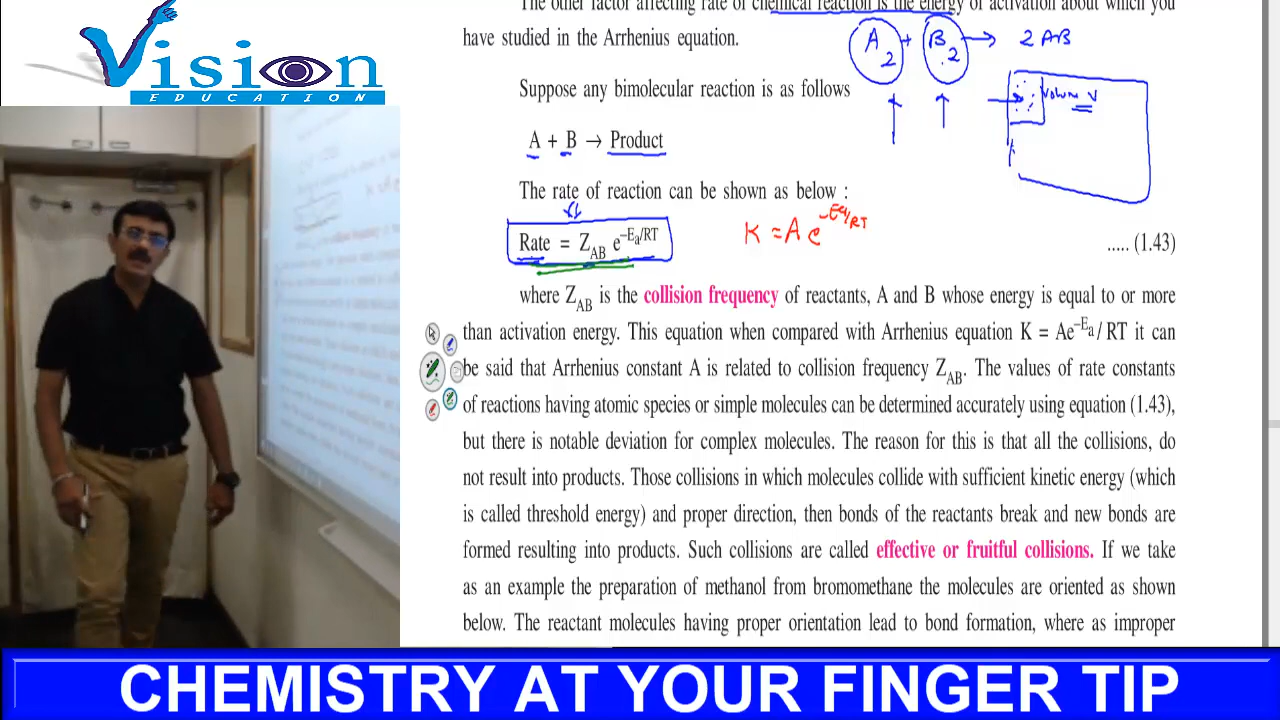 Vision
EDUCATION
The other factor affecting rate of chemical reaction is the energy of activation about which you
have studied in the Arrhenius equation.
A2 + B2 → 2 AB
Suppose any bimolecular reaction is as follows
Volume V
A + B → Product
The rate of reaction can be shown as below :
Rate = Z_AB e^–Ea/RT
K = A e^-Ea/RT
..... (1.43)
where Z_AB is the collision frequency of reactants, A and B whose energy is equal to or more
than activation energy. This equation when compared with Arrhenius equation K = Ae^–Ea / RT it can
be said that Arrhenius constant A is related to collision frequency Z_AB. The values of rate constants
of reactions having atomic species or simple molecules can be determined accurately using equation (1.43),
but there is notable deviation for complex molecules. The reason for this is that all the collisions, do
not result into products. Those collisions in which molecules collide with sufficient kinetic energy (which
is called threshold energy) and proper direction, then bonds of the reactants break and new bonds are
formed resulting into products. Such collisions are called effective or fruitful collisions. If we take
as an example the preparation of methanol from bromomethane the molecules are oriented as shown
below. The reactant molecules having proper orientation lead to bond formation, where as improper
CHEMISTRY AT YOUR FINGER TIP